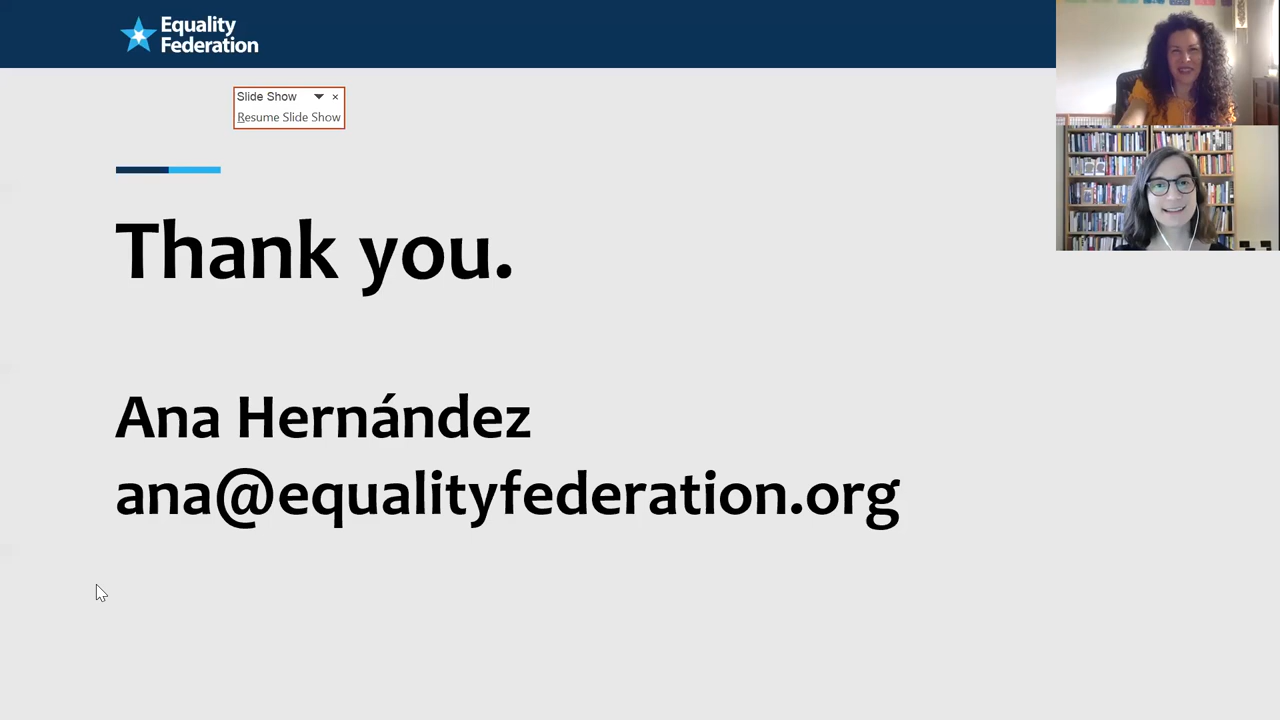 Equality
Federation
Slide Show
Resume Slide Show
Thank you.
Ana Hernández
ana@equalityfederation.org